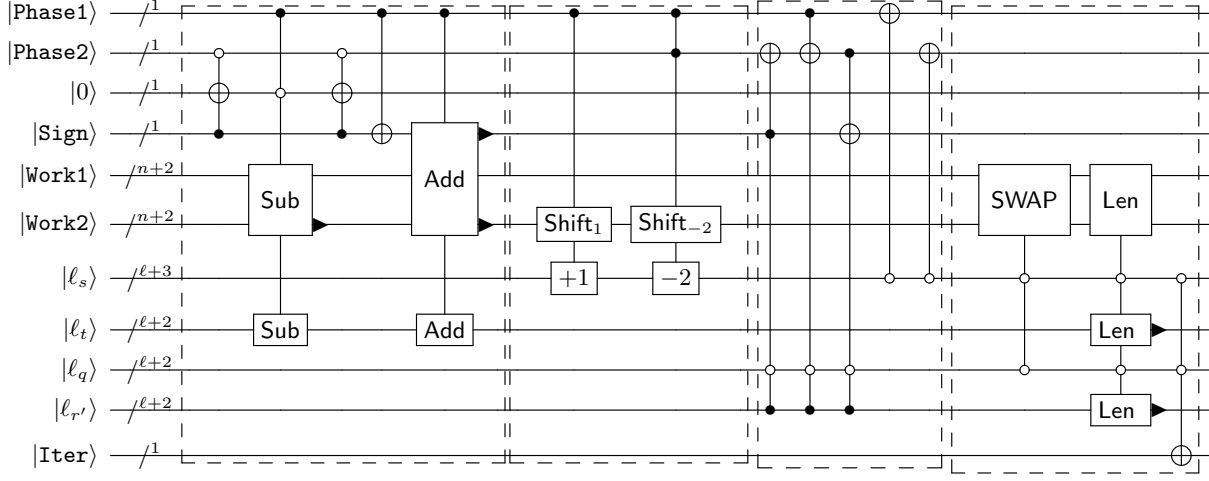 |Phase1⟩ 1
|Phase2⟩ 1
|0⟩ 1
|Sign⟩ 1
|Work1⟩ n+2 Sub Add SWAP Len
|Work2⟩ n+2 Shift₁ Shift₋₂
|ℓs⟩ ℓ+3 +1 −2
|ℓt⟩ ℓ+2 Sub Add Len
|ℓq⟩ ℓ+2
|ℓr′⟩ ℓ+2 Len
|Iter⟩ 1